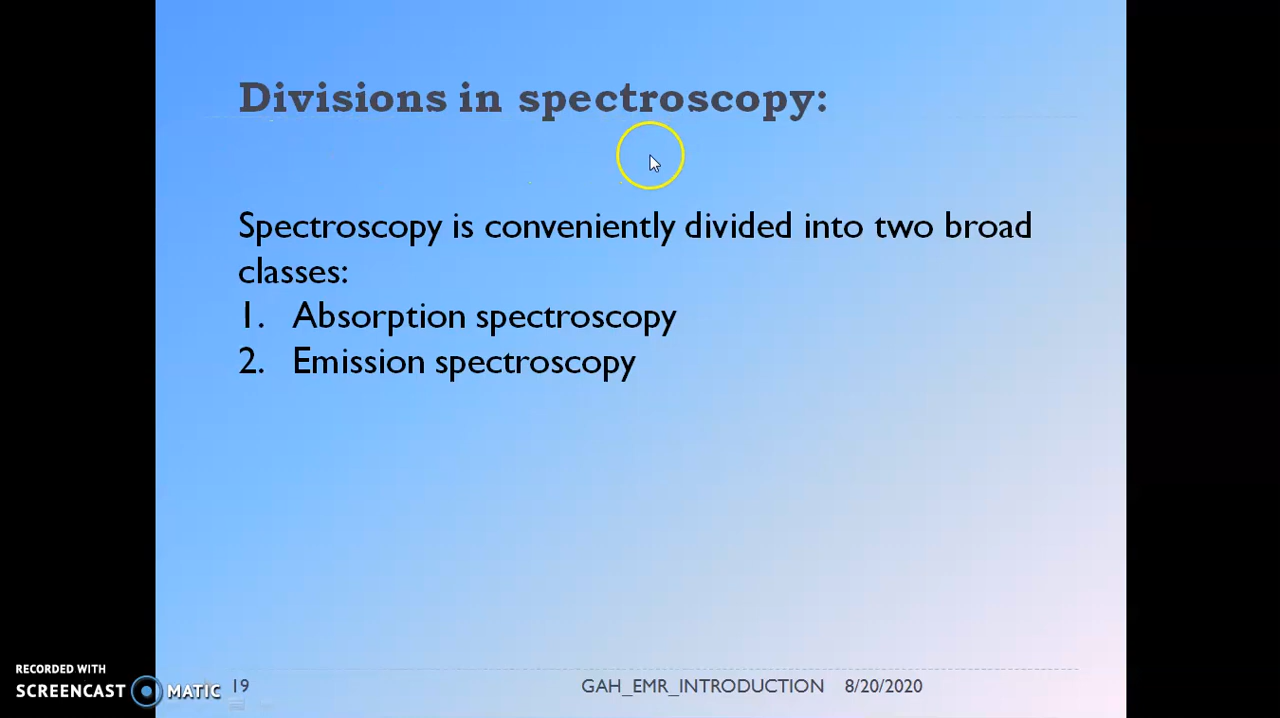 Divisions in spectroscopy:
Spectroscopy is conveniently divided into two broad
classes:
1. Absorption spectroscopy
2. Emission spectroscopy
RECORDED WITH
SCREENCAST MATIC
19
GAH_EMR_INTRODUCTION 8/20/2020